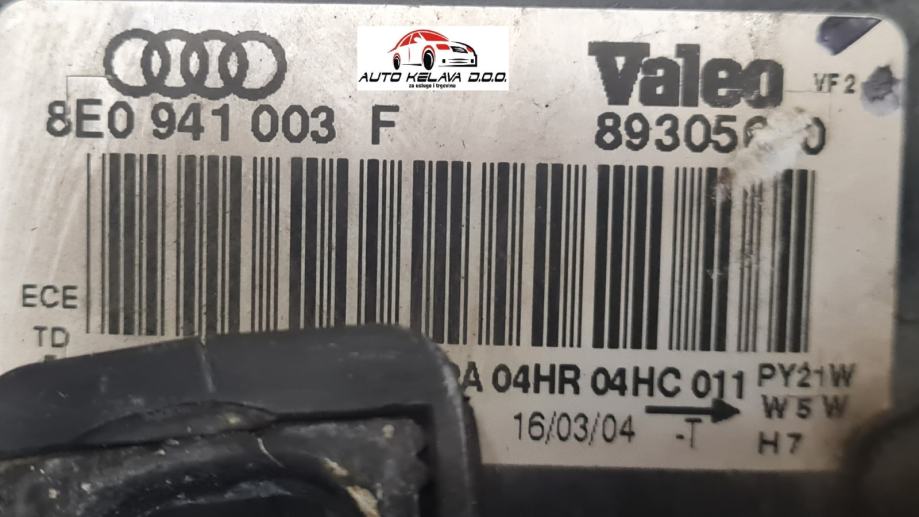 AUTO KELAVA D.O.O.
za usluge i trgovinu
Valeo
VF 2
8E0 941 003 F
ECE
TD
04HR 04HC 011
PY21W
16/03/04
-T
W5W
H7